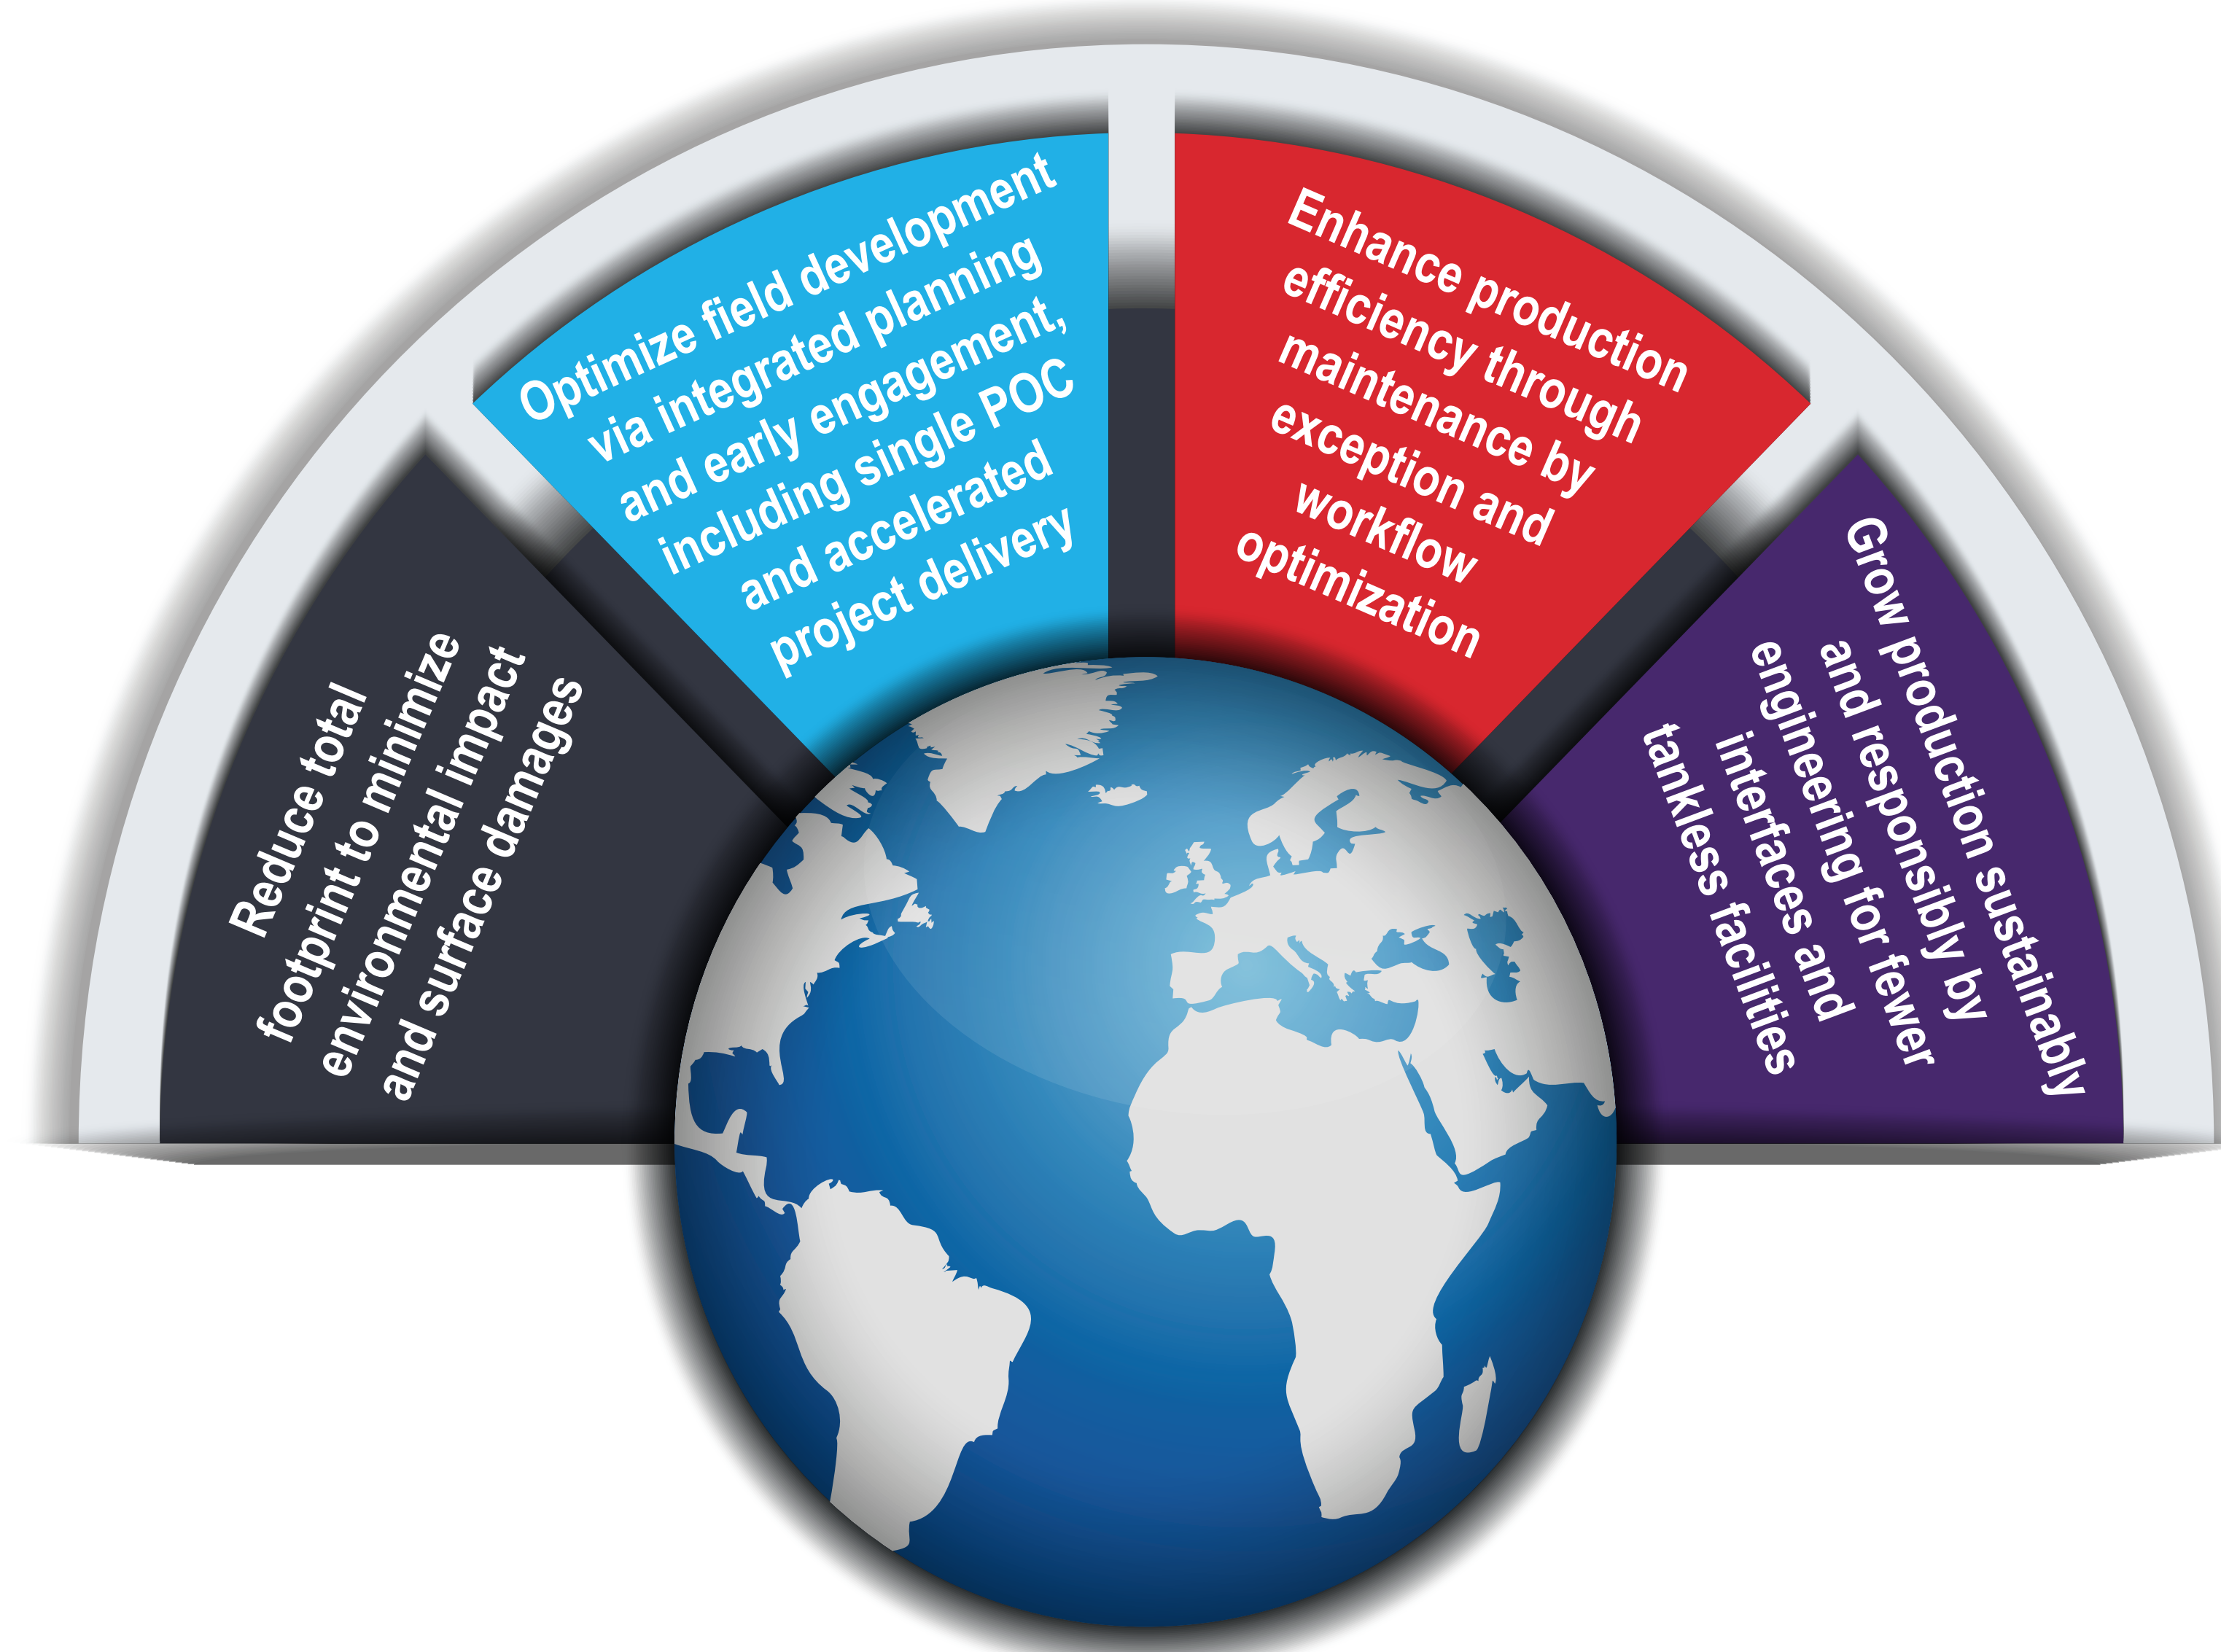 Reduce total
footprint to minimize
environmental impact
and surface damages
Optimize field development
via integrated planning
and early engagement,
including single POC
and accelerated
project delivery
Enhance production
efficiency through
maintenance by
exception and
workflow
optimization
Grow production sustainably
and responsibly by
engineering for fewer
interfaces and
tankless facilities